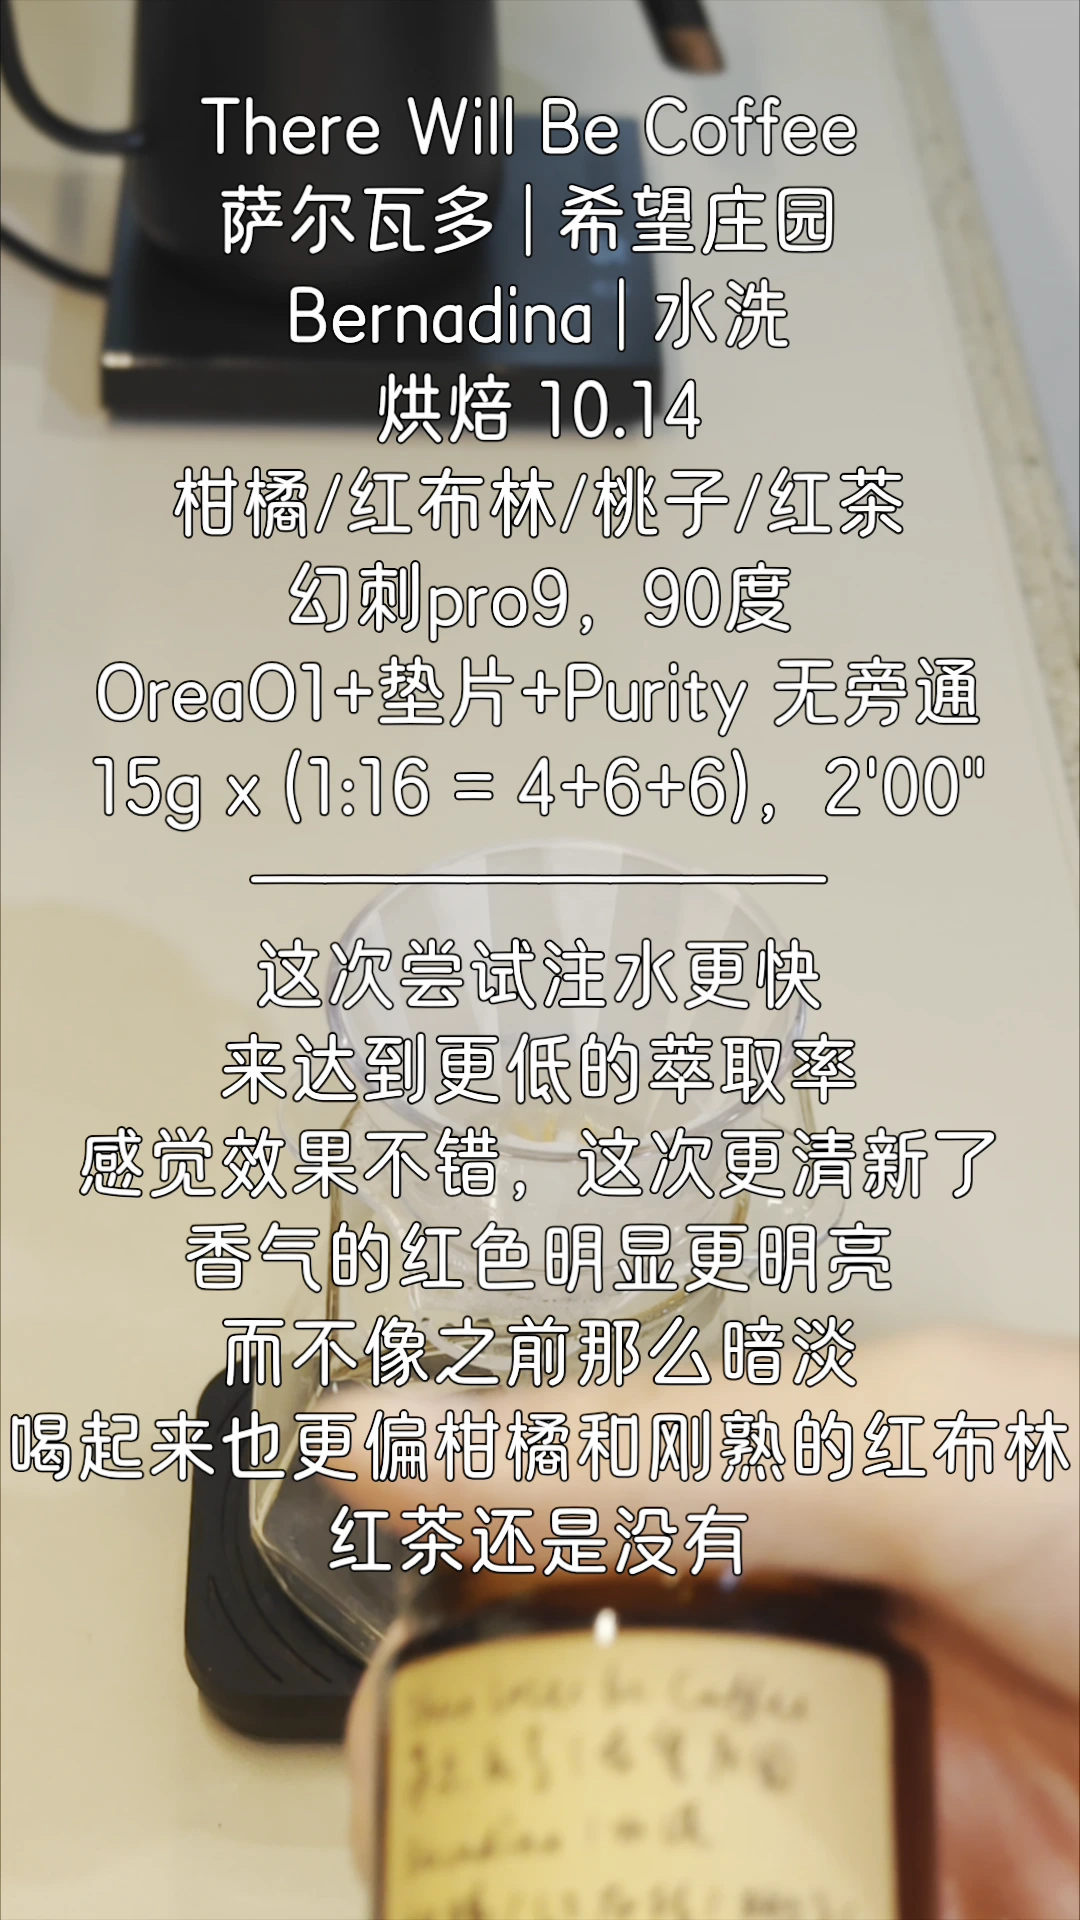 There Will Be Coffee
萨尔瓦多 | 希望庄园
Bernadina | 水洗
烘焙 10.14
柑橘/红布林/桃子/红茶
幻刺pro9，90度
OreaO1+垫片+Purity 无旁通
15g x (1:16 = 4+6+6)，2'00"
这次尝试注水更快
来达到更低的萃取率
感觉效果不错，这次更清新了
香气的红色明显更明亮
而不像之前那么暗淡
喝起来也更偏柑橘和刚熟的红布林
红茶还是没有